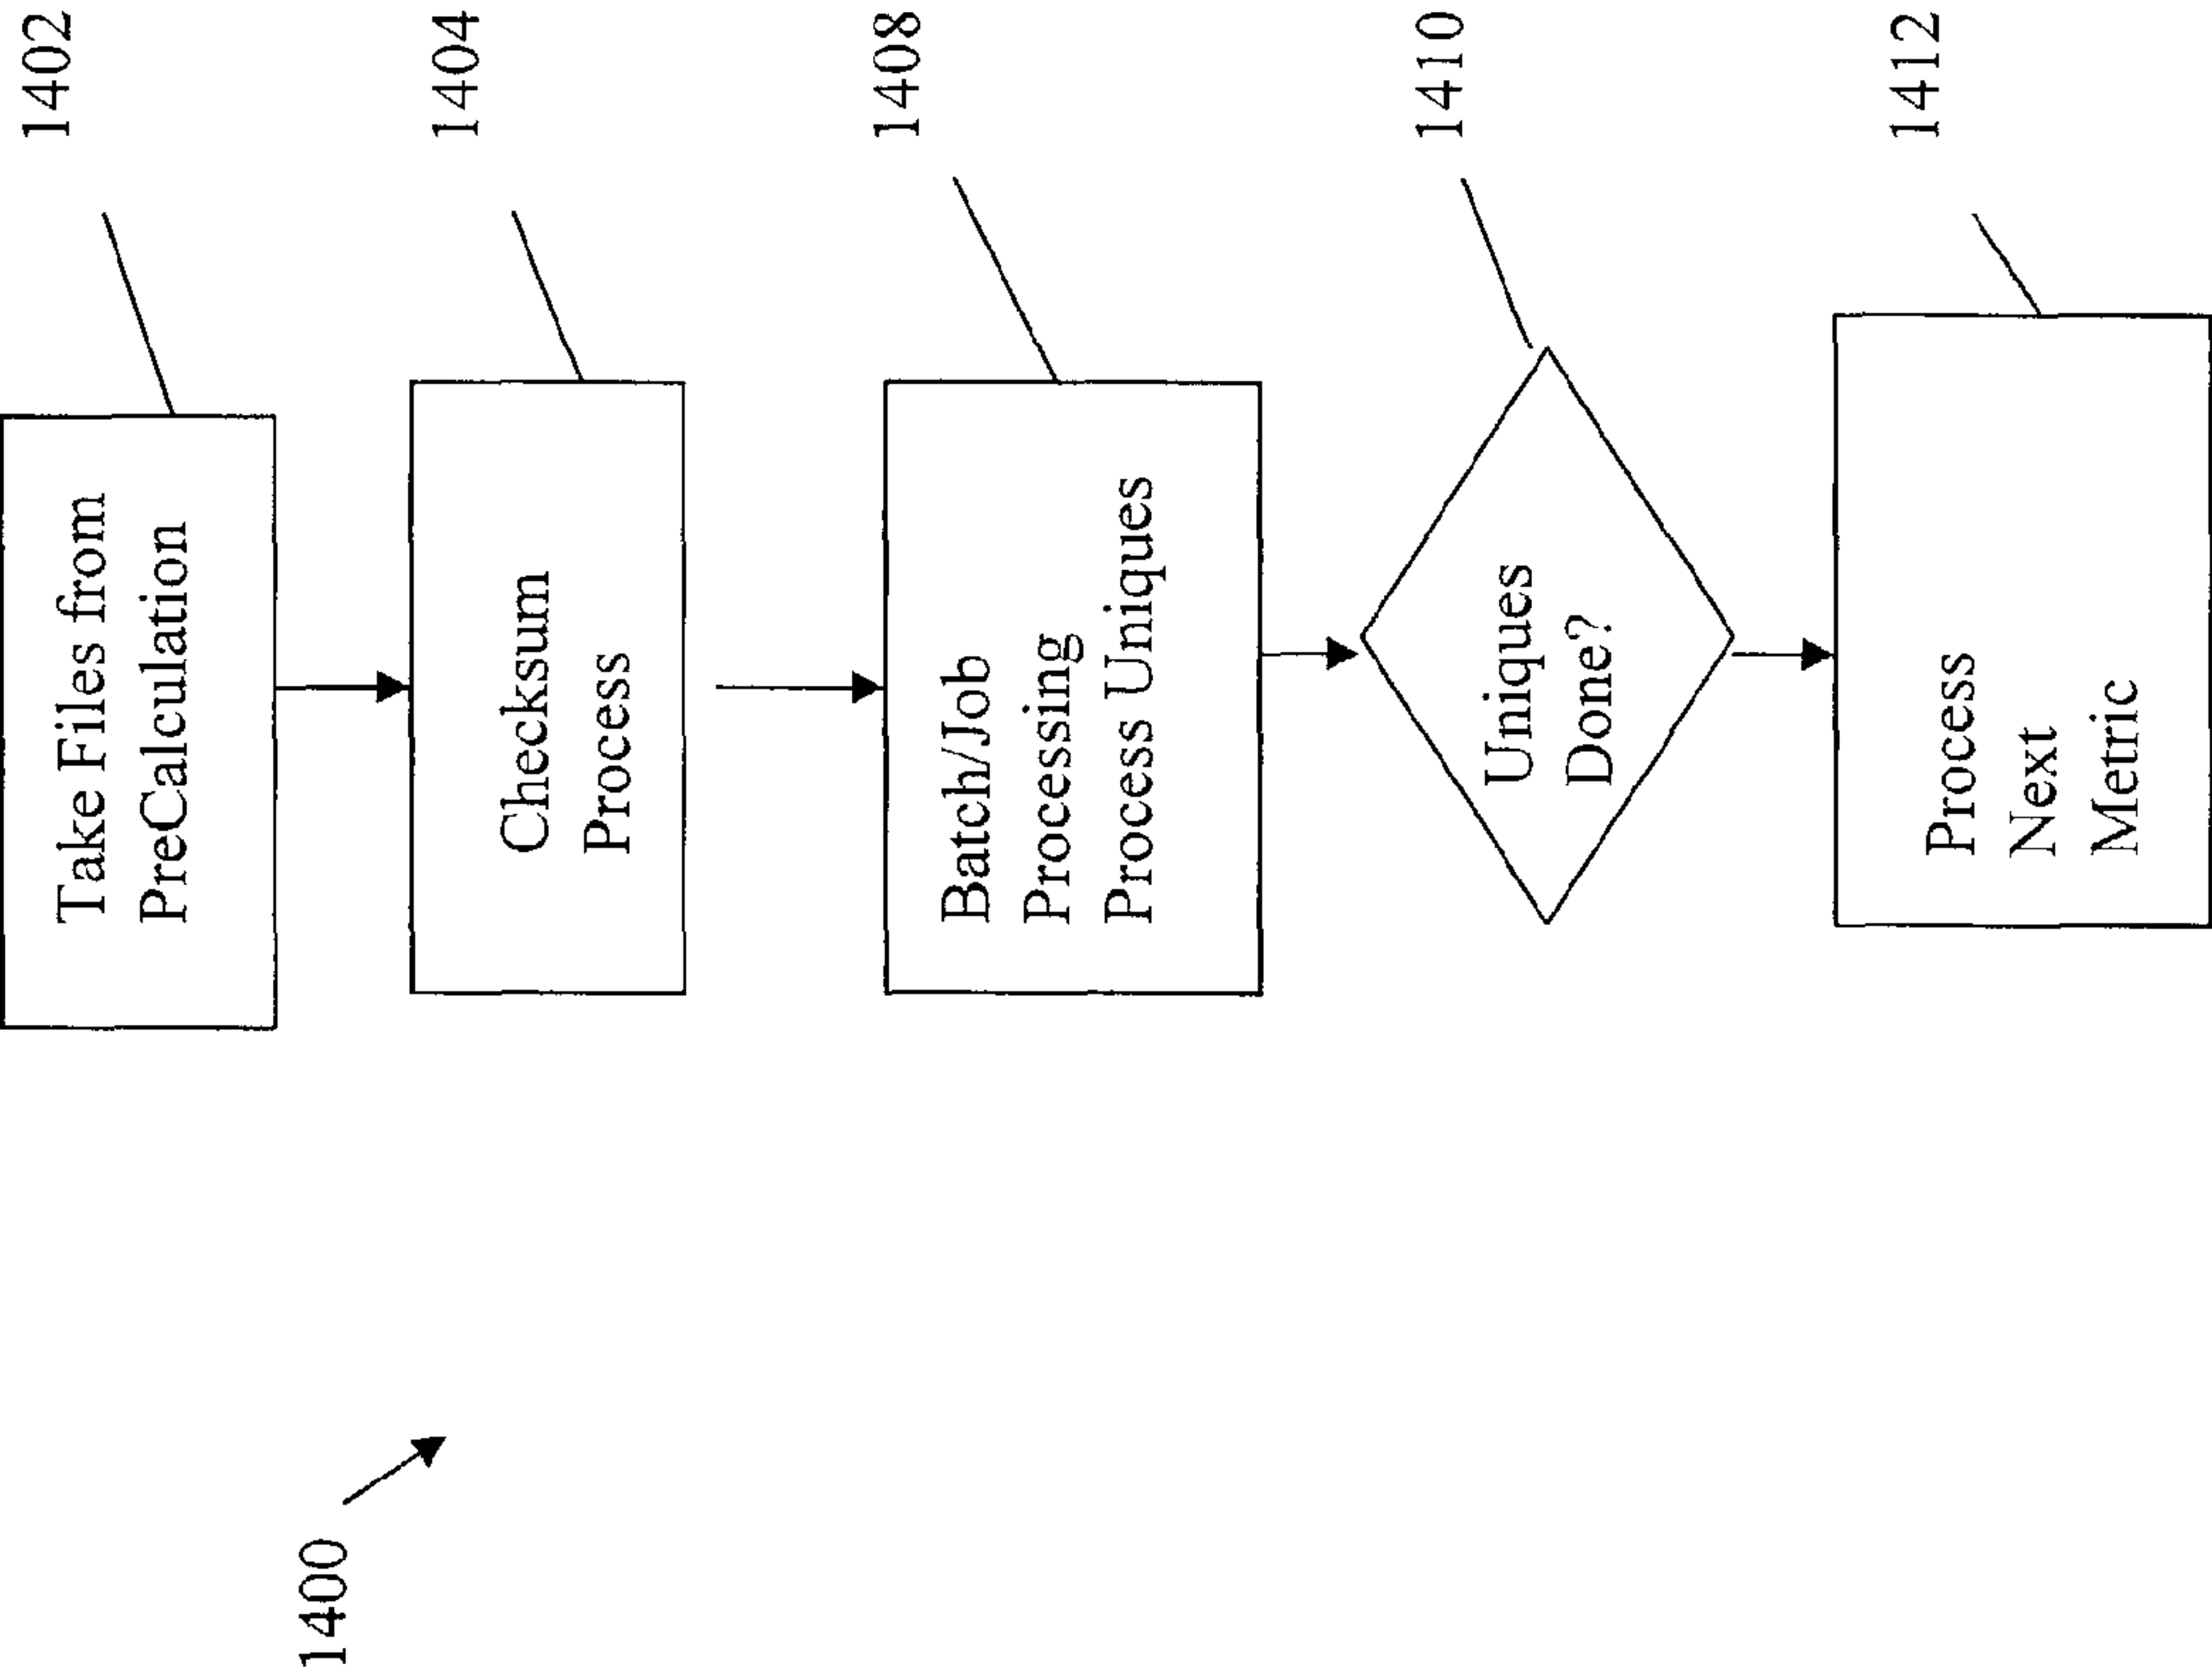 1400
Take Files from
PreCalculation
1402
Checksum
Process
1404
Batch/Job
Processing
Process Uniques
1408
Uniques
Done?
1410
Process
Next
Metric
1412